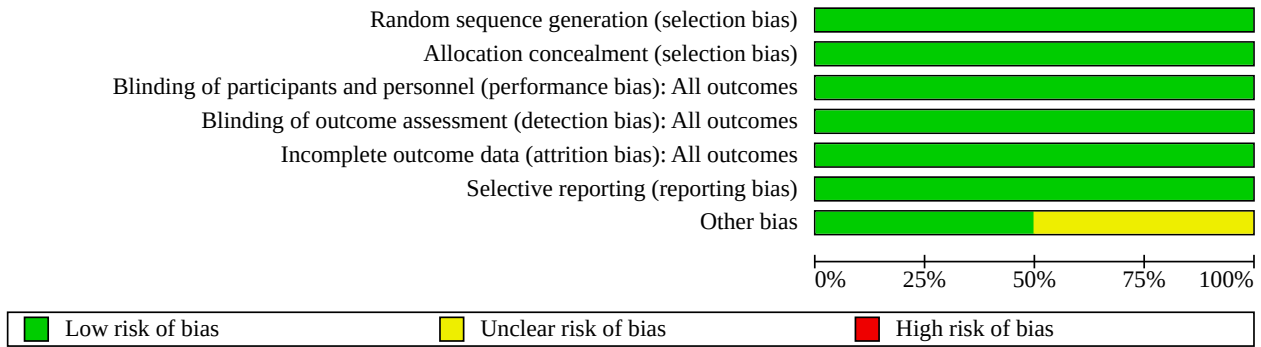 Random sequence generation (selection bias)
Allocation concealment (selection bias)
Blinding of participants and personnel (performance bias): All outcomes
Blinding of outcome assessment (detection bias): All outcomes
Incomplete outcome data (attrition bias): All outcomes
Selective reporting (reporting bias)
Other bias
0% 25% 50% 75% 100%
Low risk of bias Unclear risk of bias High risk of bias